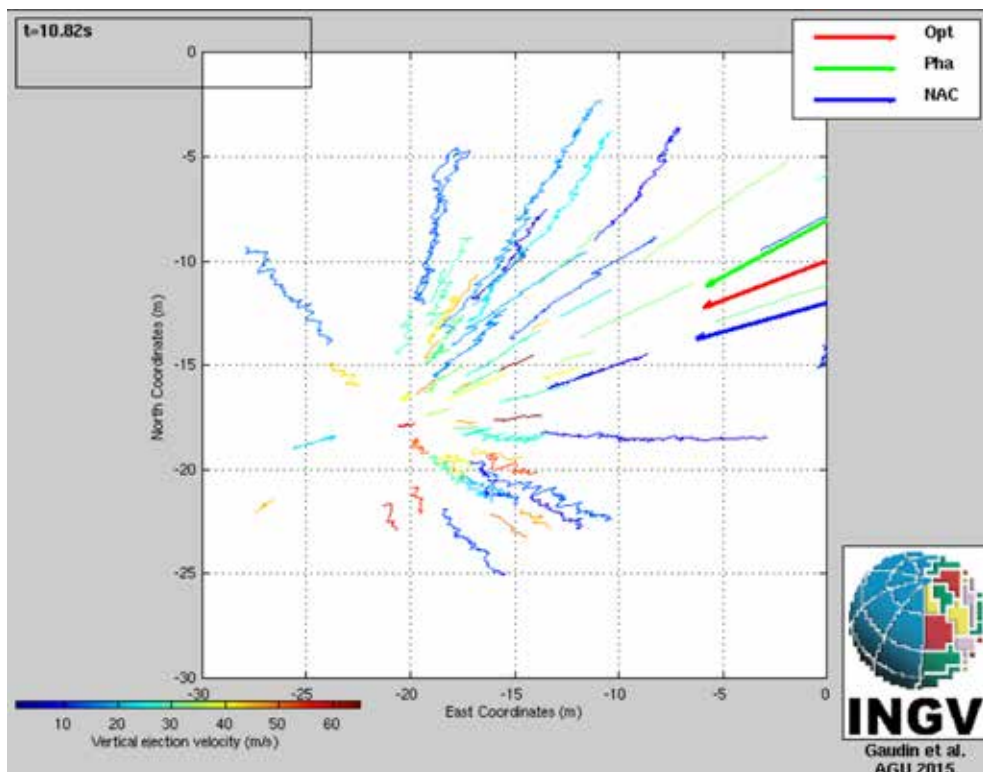 t=10.82s
Opt
Pha
NAC
0
-5
-10
-15
-20
-25
-30
North Coordinates (m)
-30
-25
-20
-15
-10
-5
0
East Coordinates (m)
10 20 30 40 50 60
Vertical ejection velocity (m/s)
INGV
Gaudin et al.
AGU 2015